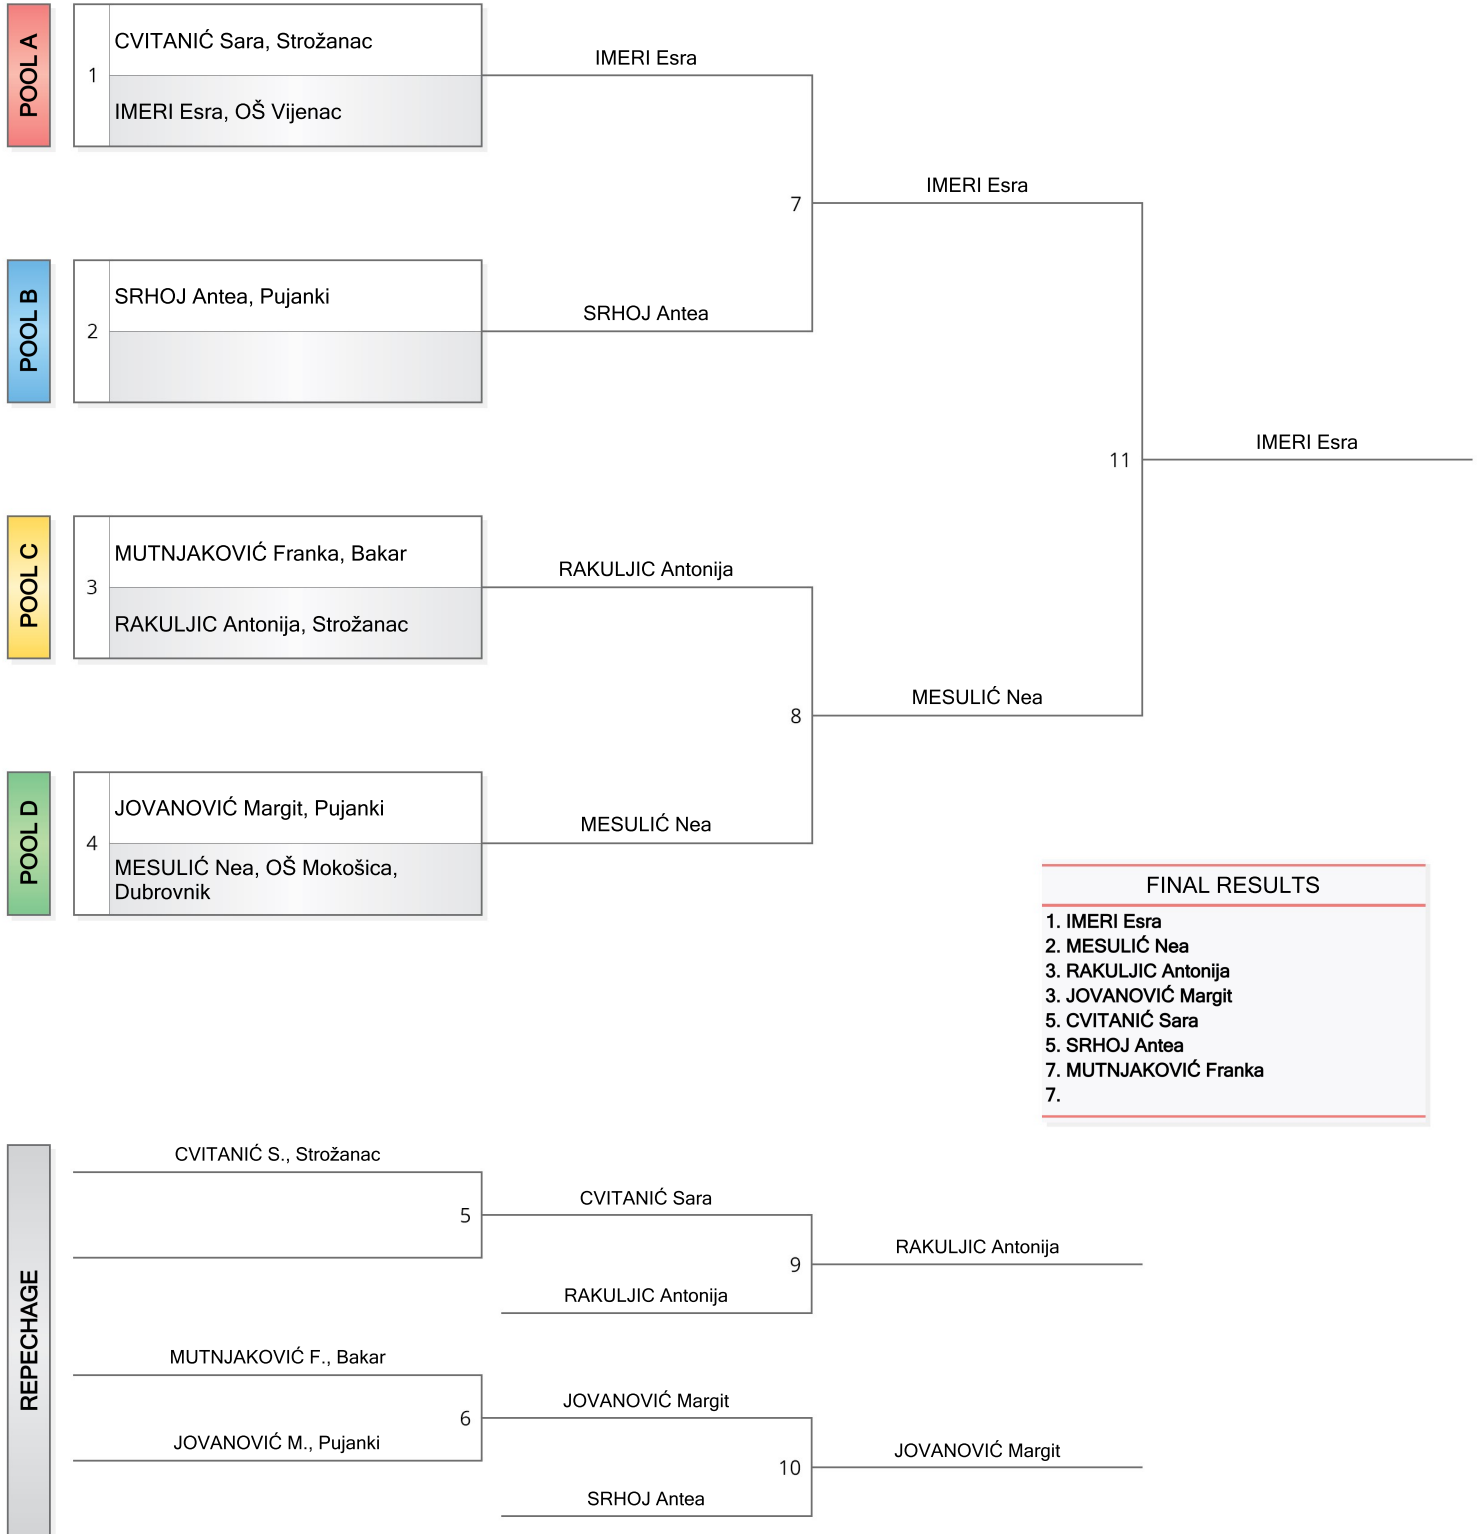 POOL A
1
CVITANIĆ Sara, Strožanac
IMERI Esra, OŠ Vijenac
IMERI Esra
7
IMERI Esra
POOL B
2
SRHOJ Antea, Pujanki
SRHOJ Antea
11
IMERI Esra
POOL C
3
MUTNJAKOVIĆ Franka, Bakar
RAKULJIC Antonija, Strožanac
RAKULJIC Antonija
8
MESULIĆ Nea
POOL D
4
JOVANOVIĆ Margit, Pujanki
MESULIĆ Nea, OŠ Mokošica,
Dubrovnik
MESULIĆ Nea
FINAL RESULTS
1. IMERI Esra
2. MESULIĆ Nea
3. RAKULJIC Antonija
3. JOVANOVIĆ Margit
5. CVITANIĆ Sara
5. SRHOJ Antea
7. MUTNJAKOVIĆ Franka
7.
REPECHAGE
CVITANIĆ S., Strožanac
5
CVITANIĆ Sara
9
RAKULJIC Antonija
RAKULJIC Antonija
MUTNJAKOVIĆ F., Bakar
6
JOVANOVIĆ M., Pujanki
JOVANOVIĆ Margit
10
JOVANOVIĆ Margit
SRHOJ Antea